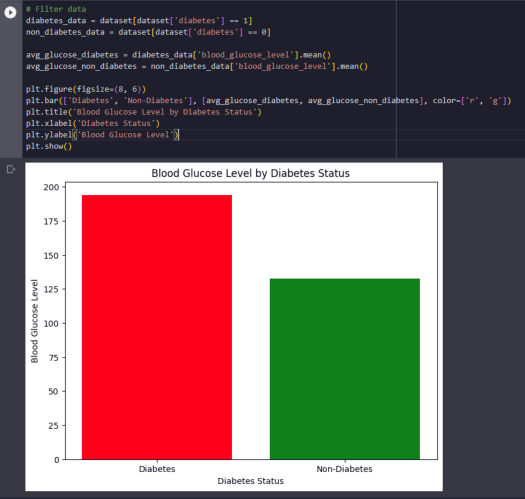 # Filter data
diabetes_data = dataset[dataset['diabetes'] == 1]
non_diabetes_data = dataset[dataset['diabetes'] == 0]
avg_glucose_diabetes = diabetes_data['blood_glucose_level'].mean()
avg_glucose_non_diabetes = non_diabetes_data['blood_glucose_level'].mean()
plt.figure(figsize=(8, 6))
plt.bar(['Diabetes', 'Non-Diabetes'], [avg_glucose_diabetes, avg_glucose_non_diabetes], color=['r', 'g'])
plt.title('Blood Glucose Level by Diabetes Status')
plt.xlabel('Diabetes Status')
plt.ylabel('Blood Glucose Level')
plt.show()
Blood Glucose Level by Diabetes Status
200
175
150
125
100
75
50
25
0
Blood Glucose Level
Diabetes
Non-Diabetes
Diabetes Status